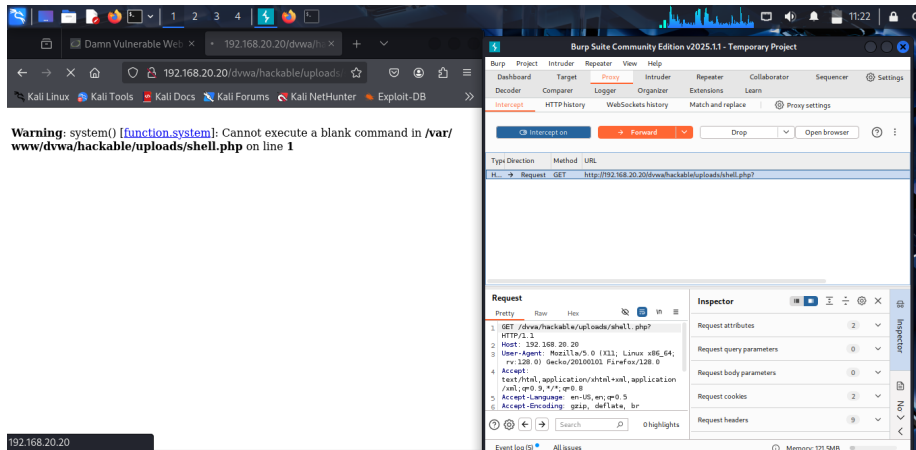 1 2 3 4
11:22
Damn Vulnerable Web
192.168.20.20/dvwa/ha
192.168.20.20/dvwa/hackable/uploads/
Kali Linux Kali Tools Kali Docs Kali Forums Kali NetHunter Exploit-DB
Warning: system() [function.system]: Cannot execute a blank command in /var/
www/dvwa/hackable/uploads/shell.php on line 1
192.168.20.20
Burp Suite Community Edition v2025.1.1 - Temporary Project
Burp Project Intruder Repeater View Help
Dashboard Target Proxy Intruder Repeater Collaborator Sequencer Settings
Decoder Comparer Logger Organizer Extensions Learn
Intercept HTTP history WebSockets history Match and replace Proxy settings
Intercept on Forward Drop Open browser
Type Direction Method URL
H... Request GET http://192.168.20.20/dvwa/hackable/uploads/shell.php?
Request
Pretty Raw Hex
1 GET /dvwa/hackable/uploads/shell.php?
HTTP/1.1
2 Host: 192.168.20.20
3 User-Agent: Mozilla/5.0 (X11; Linux x86_64;
rv:128.0) Gecko/20100101 Firefox/128.0
4 Accept:
text/html,application/xhtml+xml,application
/xml;q=0.9,*/*;q=0.8
5 Accept-Language: en-US,en;q=0.5
6 Accept-Encoding: gzip, deflate, br
Search 0 highlights
Inspector
Request attributes 2
Request query parameters 0
Request body parameters 0
Request cookies 2
Request headers 9
Inspector
No
Event log (5) All issues
Memory: 121.5MB